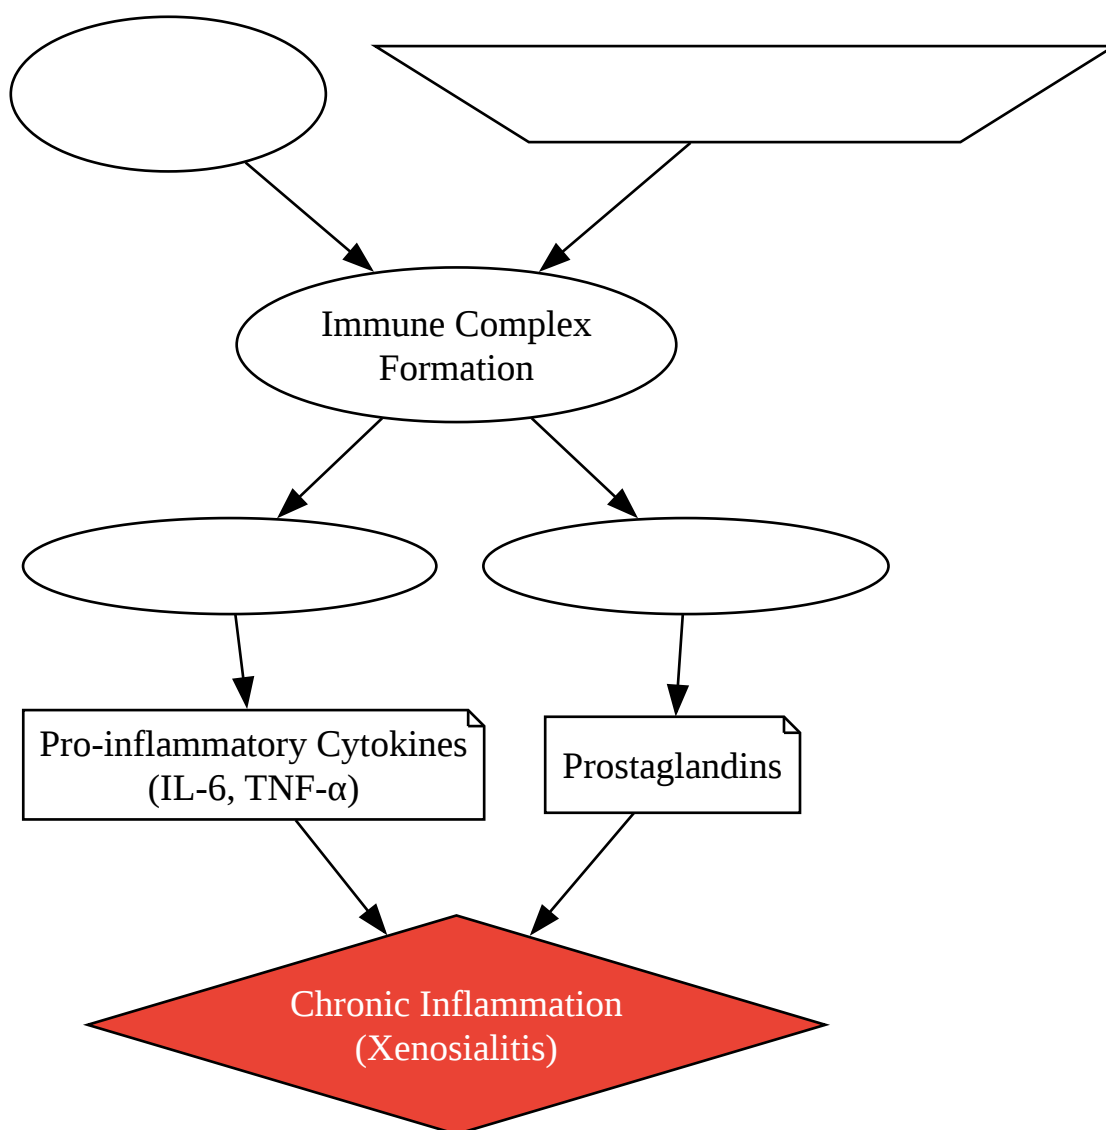 Immune Complex
Formation
Pro-inflammatory Cytokines
(IL-6, TNF-α)
Prostaglandins
Chronic Inflammation
(Xenosialitis)